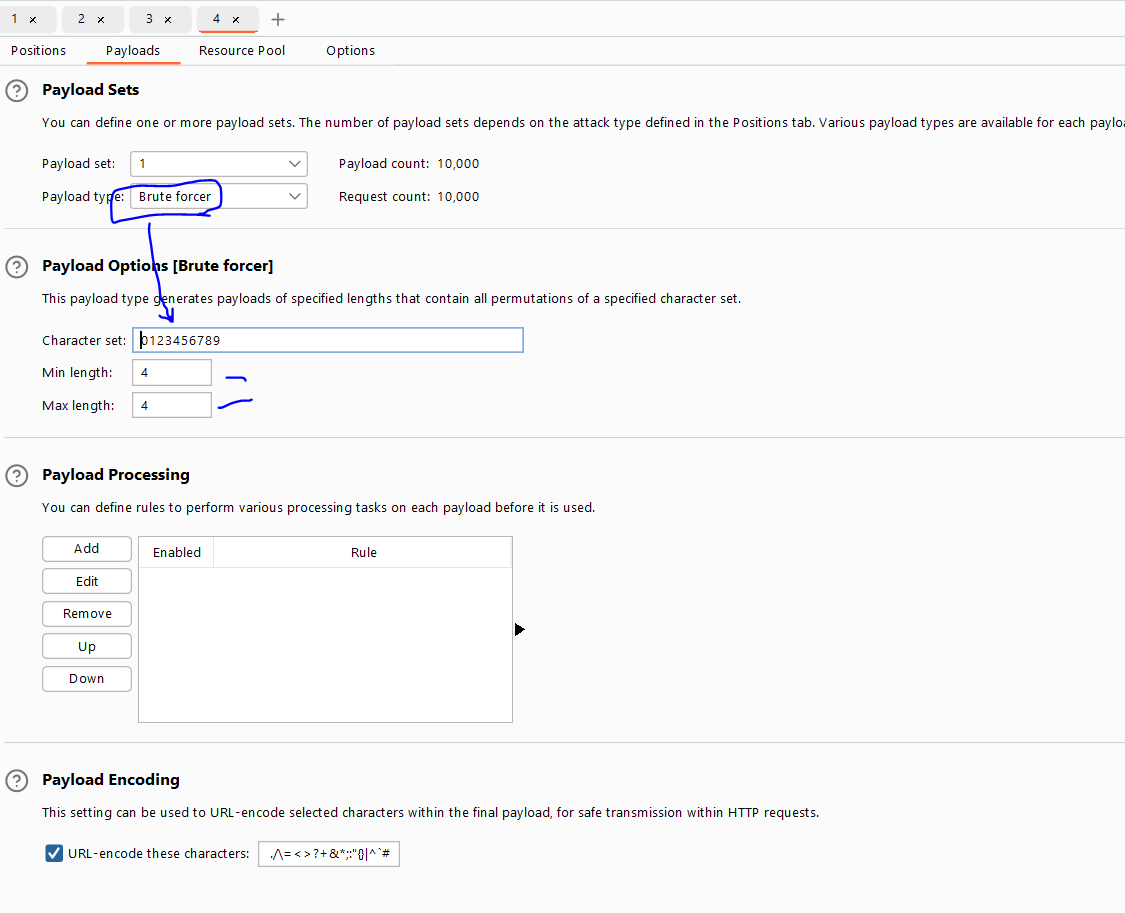 1 × 2 × 3 × 4 × +
Positions Payloads Resource Pool Options
? Payload Sets
You can define one or more payload sets. The number of payload sets depends on the attack type defined in the Positions tab. Various payload types are available for each
Payload set: 1 Payload count: 10,000
Payload type: Brute forcer Request count: 10,000
? Payload Options [Brute forcer]
This payload type generates payloads of specified lengths that contain all permutations of a specified character set.
Character set: 0123456789
Min length: 4
Max length: 4
? Payload Processing
You can define rules to perform various processing tasks on each payload before it is used.
Add Enabled Rule
Edit
Remove
Up
Down
? Payload Encoding
This setting can be used to URL-encode selected characters within the final payload, for safe transmission within HTTP requests.
URL-encode these characters: ./\=<>?+&*;:"{}|^`#